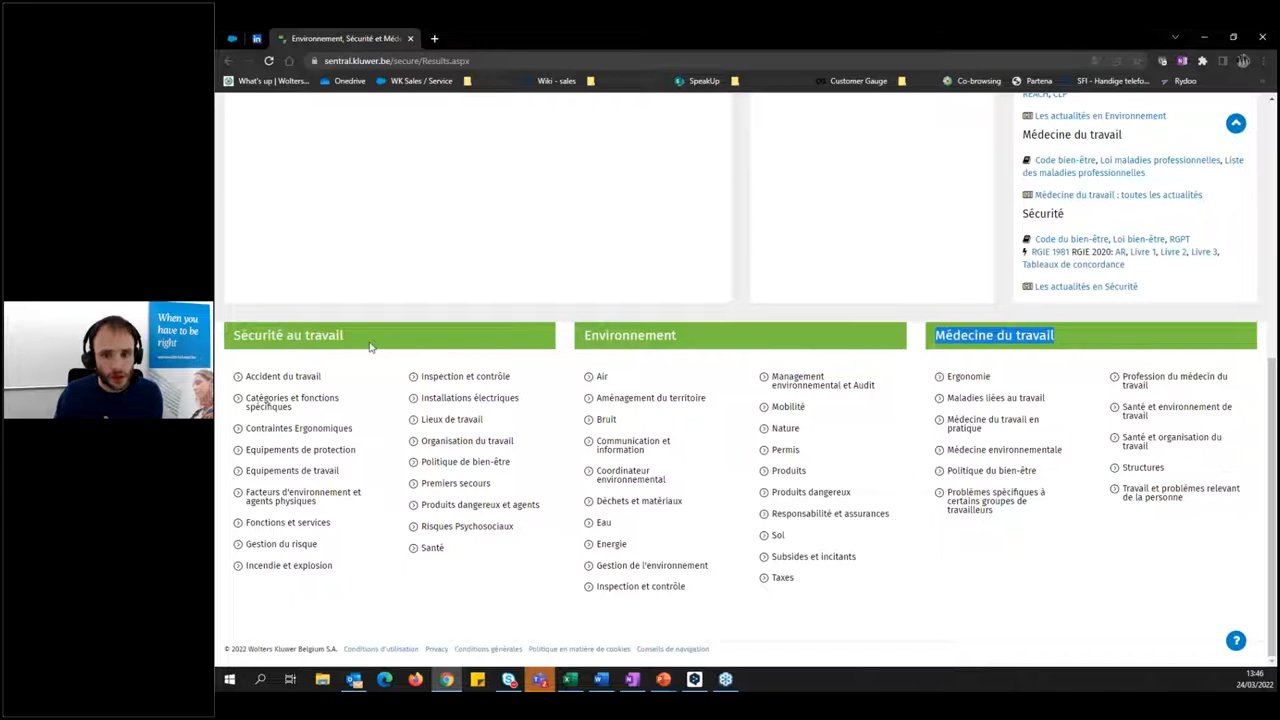 Environnement, Sécurité et Méd
sentral.kluwer.be/secure/Results.aspx
What's up | Wolters...
Onedrive
WK Sales / Service
Wiki - sales
SpeakUp
Customer Gauge
Co-browsing
Partena
SFI - Handige telefo...
Rydoo
REACH, CLP
Les actualités en Environnement
Médecine du travail
Code bien-être, Loi maladies professionnelles, Liste
des maladies professionnelles
Médecine du travail : toutes les actualités
Sécurité
Code du bien-être, Loi bien-être, RGPT
RGIE 1981 RGIE 2020: AR, Livre 1, Livre 2, Livre 3,
Tableaux de concordance
Les actualités en Sécurité
When you
have to be
right
Sécurité au travail
Accident du travail
Catégories et fonctions
spécifiques
Contraintes Ergonomiques
Equipements de protection
Equipements de travail
Facteurs d'environnement et
agents physiques
Fonctions et services
Gestion du risque
Incendie et explosion
Inspection et contrôle
Installations électriques
Lieux de travail
Organisation du travail
Politique de bien-être
Premiers secours
Produits dangereux et agents
Risques Psychosociaux
Santé
Environnement
Air
Aménagement du territoire
Bruit
Communication et
information
Coordinateur
environnemental
Déchets et matériaux
Eau
Energie
Gestion de l'environnement
Inspection et contrôle
Management
environnemental et Audit
Mobilité
Nature
Permis
Produits
Produits dangereux
Responsabilité et assurances
Sol
Subsides et incitants
Taxes
Médecine du travail
Ergonomie
Maladies liées au travail
Médecine du travail en
pratique
Médecine environnementale
Politique du bien-être
Problèmes spécifiques à
certains groupes de
travailleurs
Profession du médecin du
travail
Santé et environnement de
travail
Santé et organisation du
travail
Structures
Travail et problèmes relevant
de la personne
© 2022 Wolters Kluwer Belgium S.A.
Conditions d'utilisation
Privacy
Conditions générales
Politique en matière de cookies
Conseils de navigation
13:46
24/03/2022